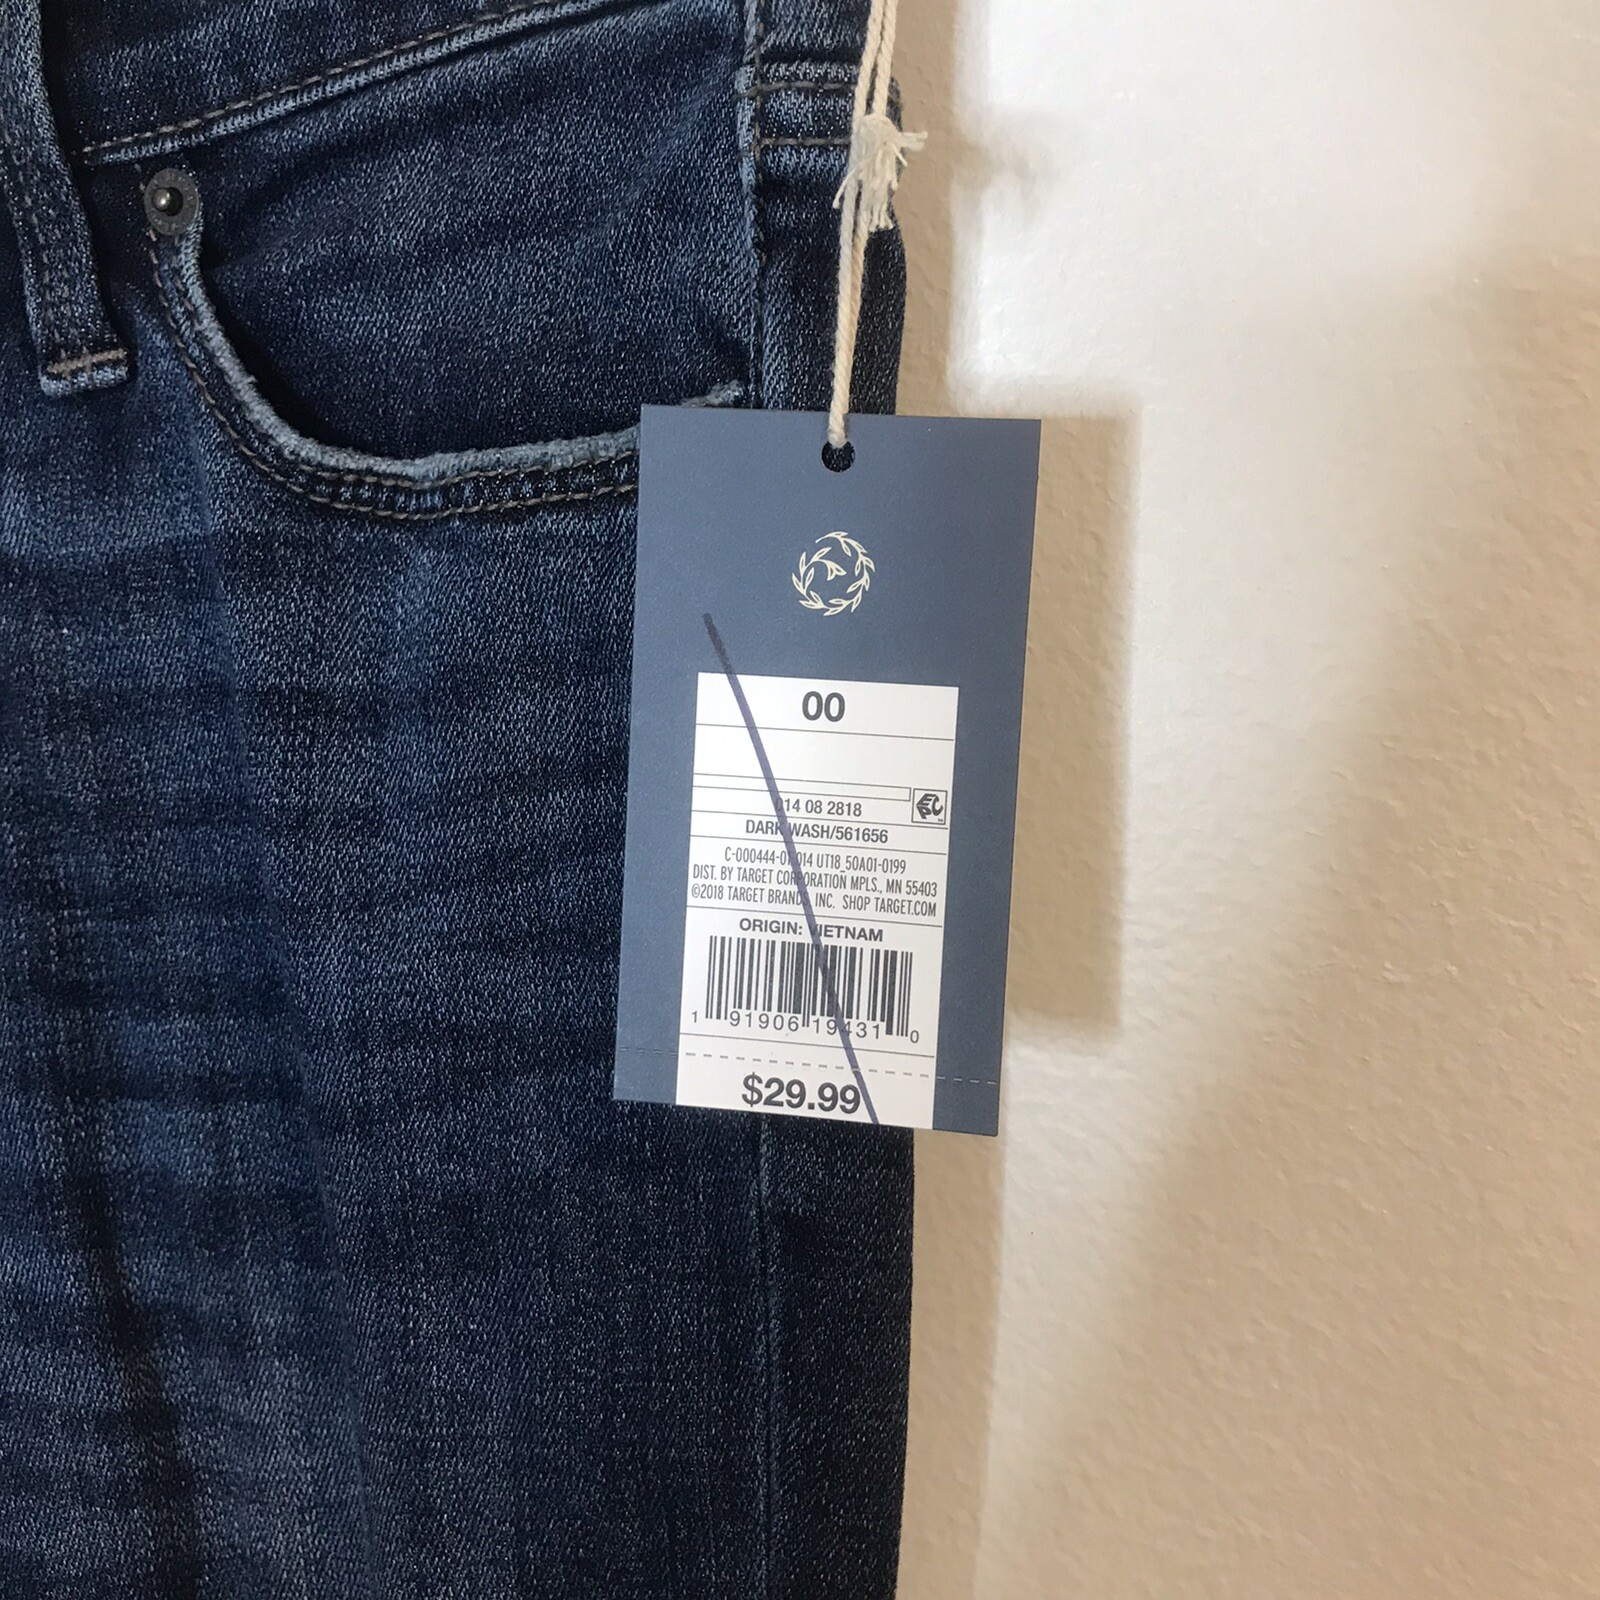 00
014 08 2818
EPC
DARK WASH/561656
C-000444-01-014 UT18_50A01-0199
DIST. BY TARGET CORPORATION MPLS., MN 55403
©2018 TARGET BRANDS, INC. SHOP TARGET.COM
ORIGIN: VIETNAM
1 91906 19431 0
$29.99